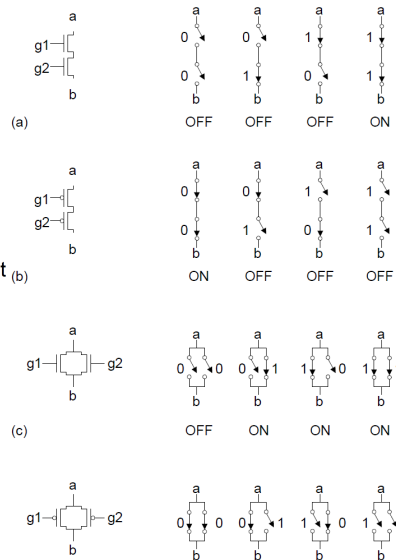 a a a a a
g1 0 0 1 1
g2 0 1 0 1
b b b b b
(a) OFF OFF OFF ON
a a a a a
g1 0 0 1 1
g2 0 1 0 1
b b b b b
t (b) ON OFF OFF OFF
a a a a a
g1 g2 0 0 0 1 1 0 1
b b b b b
(c) OFF ON ON ON
a a a a a
g1 g2 0 0 0 1 1 0 1
b b b b b